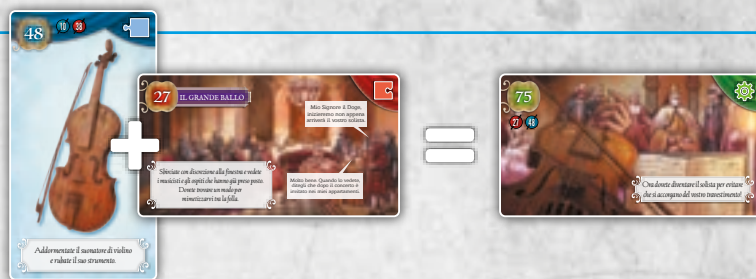 48
10 38
Addormentate il suonatore di violino
e rubate il suo strumento.
27 IL GRANDE BALLO
Mio Signore il Doge,
inizieremo non appena
arriverà il vostro solista.
Sbirciate con discrezione alla finestra e vedete
i musicisti e gli ospiti che hanno già preso posto.
Dovete trovare un modo per
mimetizzarvi tra la folla.
Molto bene. Quando lo vedete,
ditegli che dopo il concerto è
invitato nei miei appartamenti.
75
27 48
Ora dovete diventare il solista per evitare
che si accorgano del vostro travestimento!